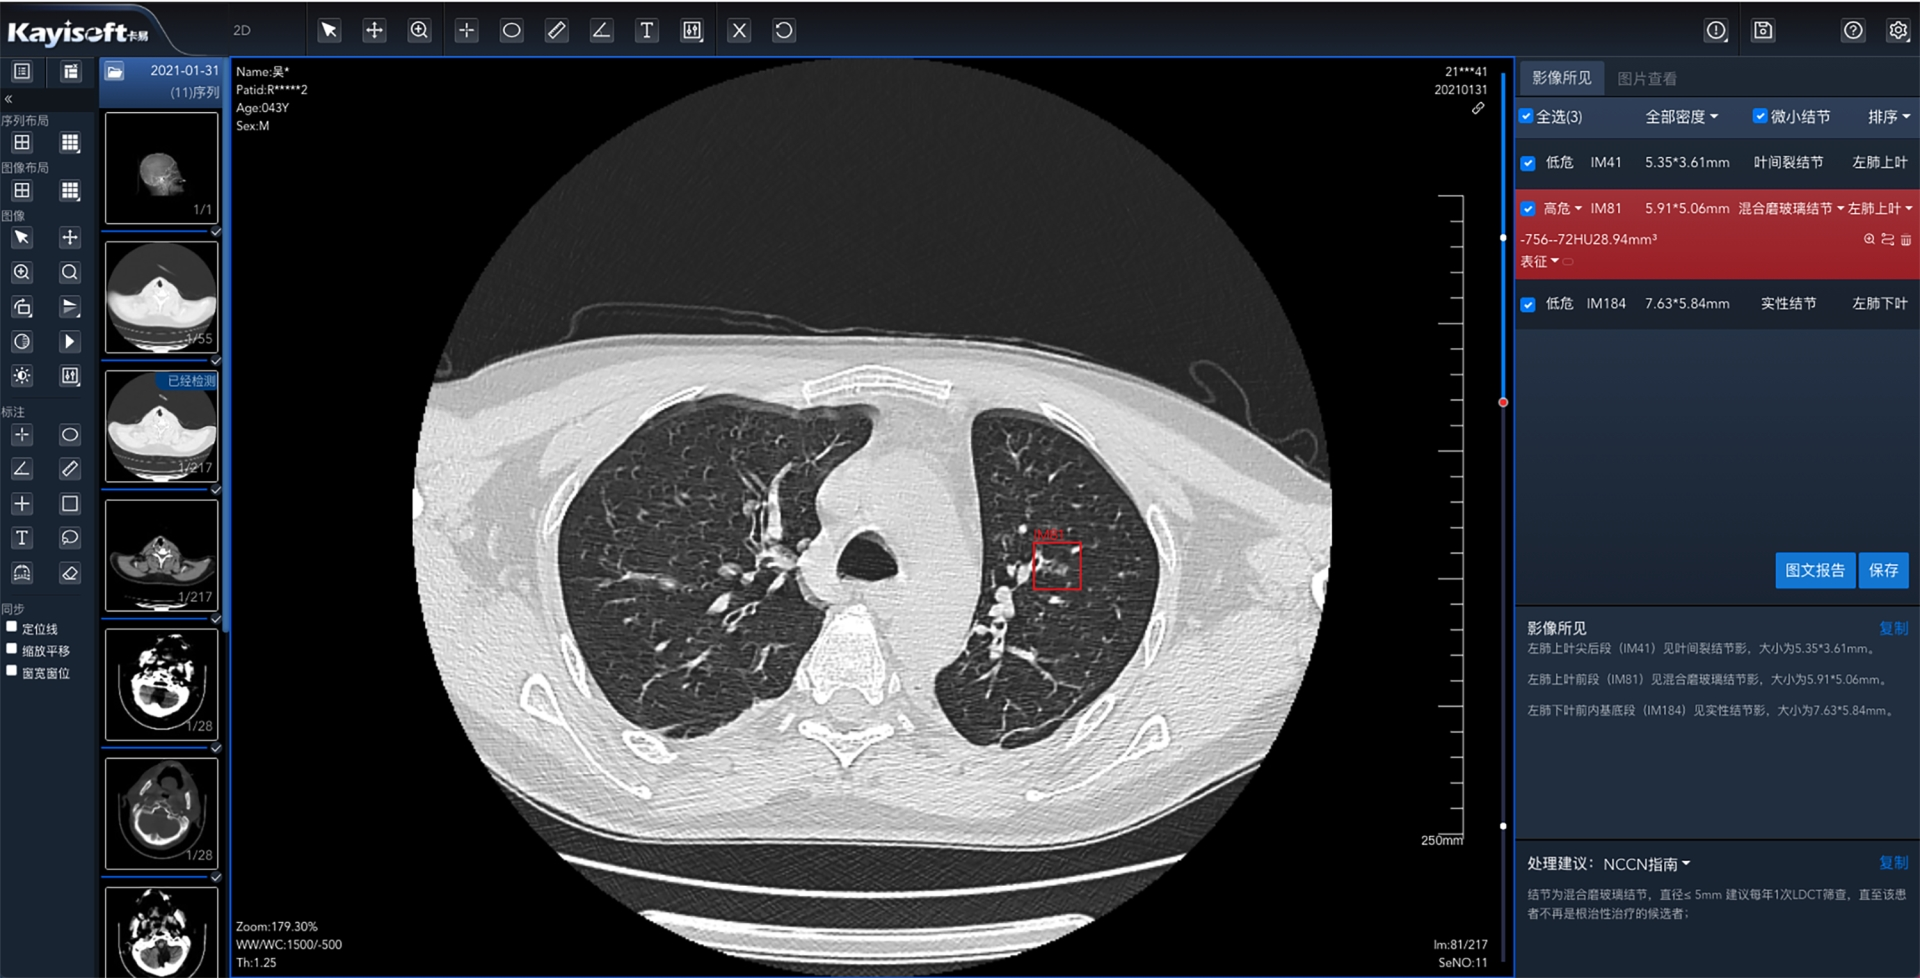 Kayisoft卡易
2D
2021-01-31
(11)序列
1/1
1/55
已经检测
1/217
1/217
1/28
1/28
«
序列布局
图像布局
图像
标注
T
同步
定位线
缩放平移
窗宽窗位
T
Name:吴*
Patid:R*****2
Age:043Y
Sex:M
21***41
20210131
IM81
250mm
Zoom:179.30%
WW/WC:1500/-500
Th:1.25
Im:81/217
SeNO:11
影像所见 图片查看
全选(3) 全部密度 微小结节 排序
低危 IM41 5.35*3.61mm 叶间裂结节 左肺上叶
高危 IM81 5.91*5.06mm 混合磨玻璃结节 左肺上叶
-756--72HU28.94mm³
表征
低危 IM184 7.63*5.84mm 实性结节 左肺下叶
图文报告 保存
影像所见 复制
左肺上叶尖后段（IM41）见叶间裂结节影，大小为5.35*3.61mm。
左肺上叶前段（IM81）见混合磨玻璃结节影，大小为5.91*5.06mm。
左肺下叶前内基底段（IM184）见实性结节影，大小为7.63*5.84mm。
处理建议： NCCN指南 复制
结节为混合磨玻璃结节，直径≤ 5mm 建议每年1次LDCT筛查，直至该患
者不再是根治性治疗的候选者；